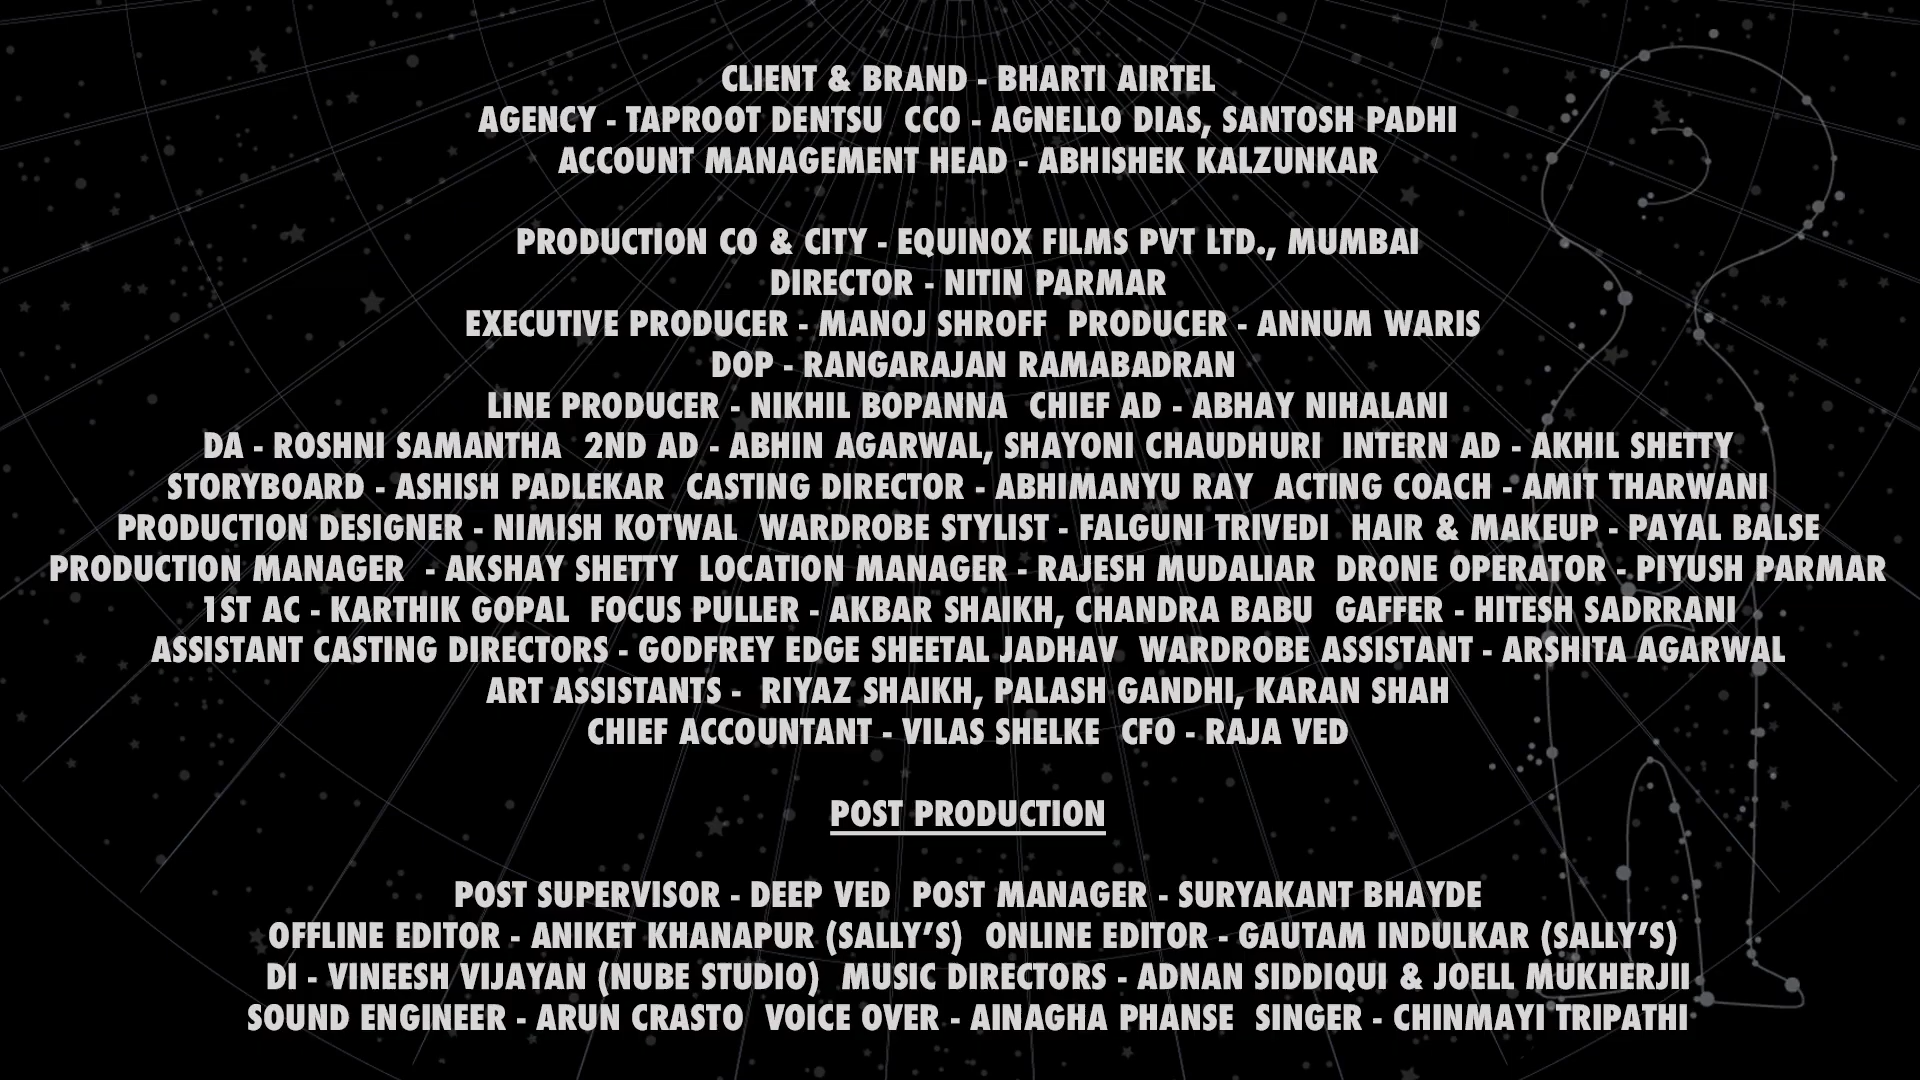 CLIENT & BRAND - BHARTI AIRTEL
AGENCY - TAPROOT DENTSU  CCO - AGNELLO DIAS, SANTOSH PADHI
ACCOUNT MANAGEMENT HEAD - ABHISHEK KALZUNKAR
PRODUCTION CO & CITY - EQUINOX FILMS PVT LTD., MUMBAI
DIRECTOR - NITIN PARMAR
EXECUTIVE PRODUCER - MANOJ SHROFF  PRODUCER - ANNUM WARIS
DOP - RANGARAJAN RAMABADRAN
LINE PRODUCER - NIKHIL BOPANNA  CHIEF AD - ABHAY NIHALANI
DA - ROSHNI SAMANTHA  2ND AD - ABHIN AGARWAL, SHAYONI CHAUDHURI  INTERN AD - AKHIL SHETTY
STORYBOARD - ASHISH PADLEKAR  CASTING DIRECTOR - ABHIMANYU RAY  ACTING COACH - AMIT THARWANI
PRODUCTION DESIGNER - NIMISH KOTWAL  WARDROBE STYLIST - FALGUNI TRIVEDI  HAIR & MAKEUP - PAYAL BALSE
PRODUCTION MANAGER  - AKSHAY SHETTY  LOCATION MANAGER - RAJESH MUDALIAR  DRONE OPERATOR - PIYUSH PARMAR
1ST AC - KARTHIK GOPAL  FOCUS PULLER - AKBAR SHAIKH, CHANDRA BABU  GAFFER - HITESH SADRRANI
ASSISTANT CASTING DIRECTORS - GODFREY EDGE SHEETAL JADHAV  WARDROBE ASSISTANT - ARSHITA AGARWAL
ART ASSISTANTS -  RIYAZ SHAIKH, PALASH GANDHI, KARAN SHAH
CHIEF ACCOUNTANT - VILAS SHELKE  CFO - RAJA VED
POST PRODUCTION
POST SUPERVISOR - DEEP VED  POST MANAGER - SURYAKANT BHAYDE
OFFLINE EDITOR - ANIKET KHANAPUR (SALLY'S)  ONLINE EDITOR - GAUTAM INDULKAR (SALLY'S)
DI - VINEESH VIJAYAN (NUBE STUDIO)  MUSIC DIRECTORS - ADNAN SIDDIQUI & JOELL MUKHERJII
SOUND ENGINEER - ARUN CRASTO  VOICE OVER - AINAGHA PHANSE  SINGER - CHINMAYI TRIPATHI